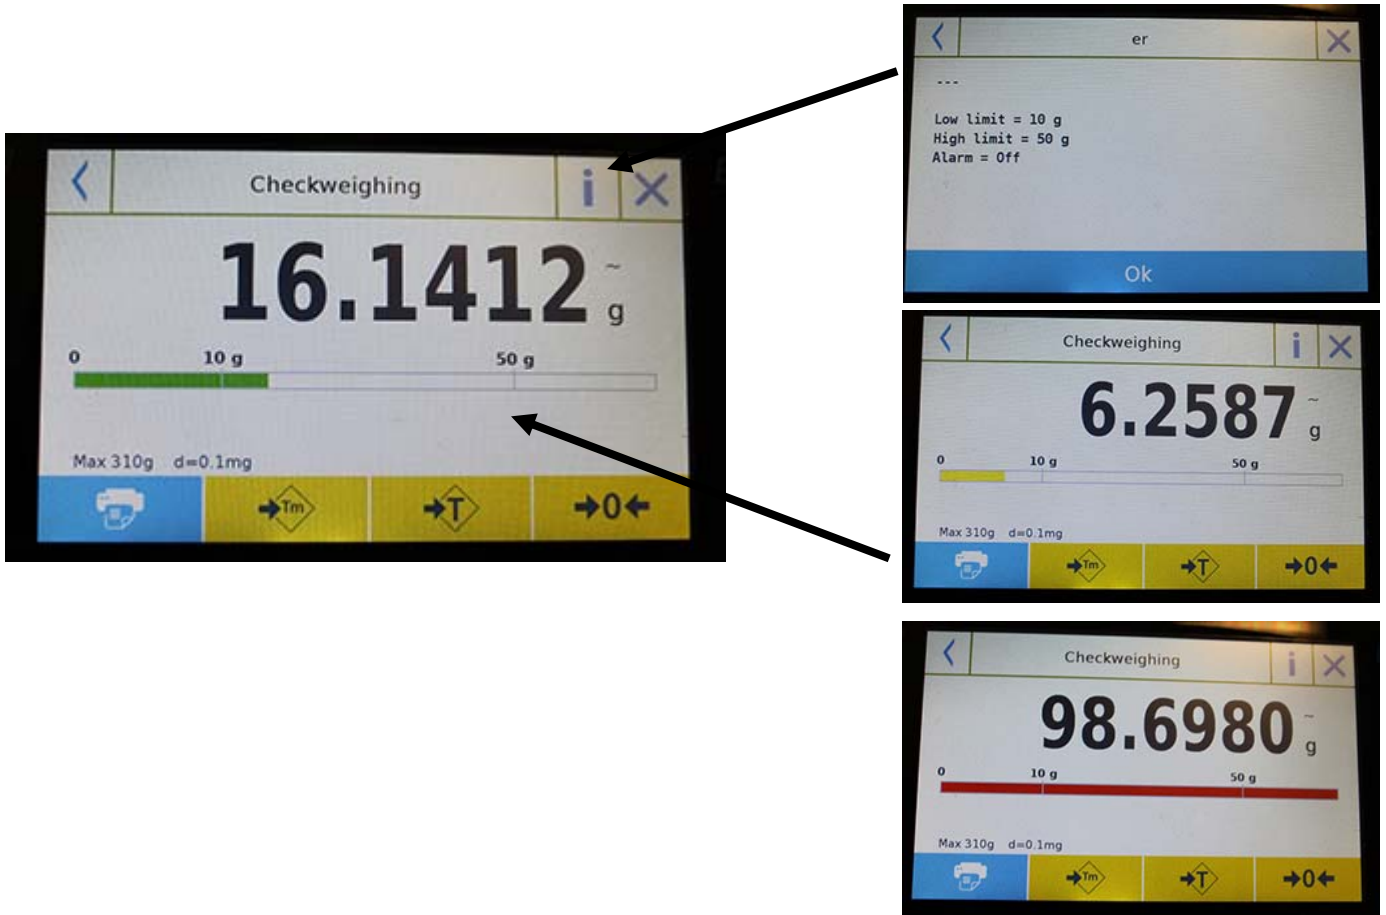 Checkweighing
i
16.1412 ~ g
0 10 g 50 g
Max 310g d=0.1mg
Tm T 0
er
---
Low limit = 10 g
High limit = 50 g
Alarm = Off
Ok
Checkweighing
i
6.2587 ~ g
0 10 g 50 g
Max 310g d=0.1mg
Tm T 0
Checkweighing
i
98.6980 ~ g
0 10 g 50 g
Max 310g d=0.1mg
Tm T 0